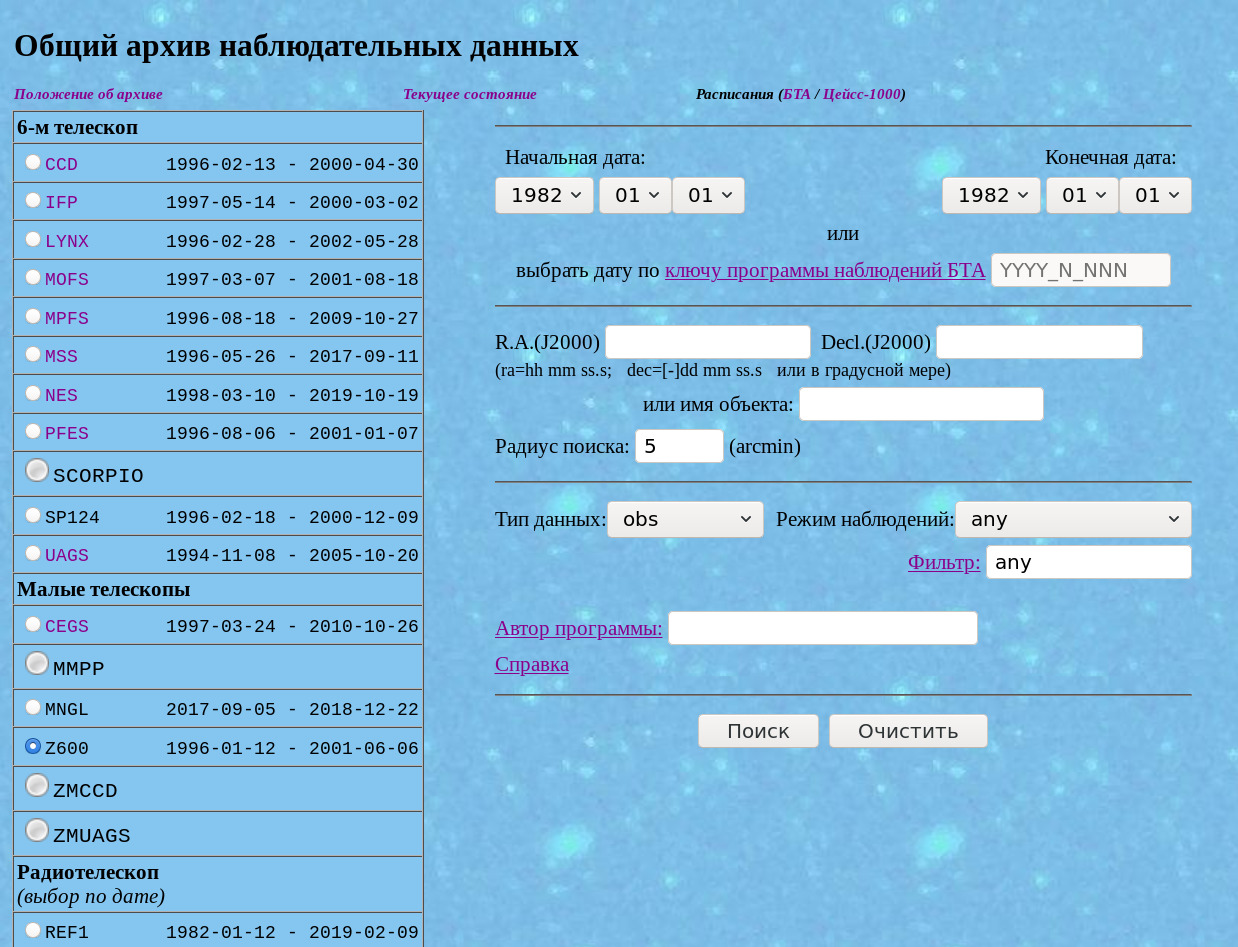 Общий архив наблюдательных данных
Положение об архиве Текущее состояние Расписания (БТА / Цейсс-1000)
6-м телескоп
CCD 1996-02-13 - 2000-04-30
IFP 1997-05-14 - 2000-03-02
LYNX 1996-02-28 - 2002-05-28
MOFS 1997-03-07 - 2001-08-18
MPFS 1996-08-18 - 2009-10-27
MSS 1996-05-26 - 2017-09-11
NES 1998-03-10 - 2019-10-19
PFES 1996-08-06 - 2001-01-07
SCORPIO
SP124 1996-02-18 - 2000-12-09
UAGS 1994-11-08 - 2005-10-20
Малые телескопы
CEGS 1997-03-24 - 2010-10-26
MMPP
MNGL 2017-09-05 - 2018-12-22
Z600 1996-01-12 - 2001-06-06
ZMCCD
ZMUAGS
Радиотелескоп
(выбор по дате)
REF1 1982-01-12 - 2019-02-09
Начальная дата: Конечная дата:
1982 01 01 1982 01 01
или
выбрать дату по ключу программы наблюдений БТА YYYY_N_NNN
R.A.(J2000) Decl.(J2000)
(ra=hh mm ss.s; dec=[-]dd mm ss.s или в градусной мере)
или имя объекта:
Радиус поиска: 5 (arcmin)
Тип данных: obs Режим наблюдений: any
Фильтр: any
Автор программы:
Справка
Поиск Очистить